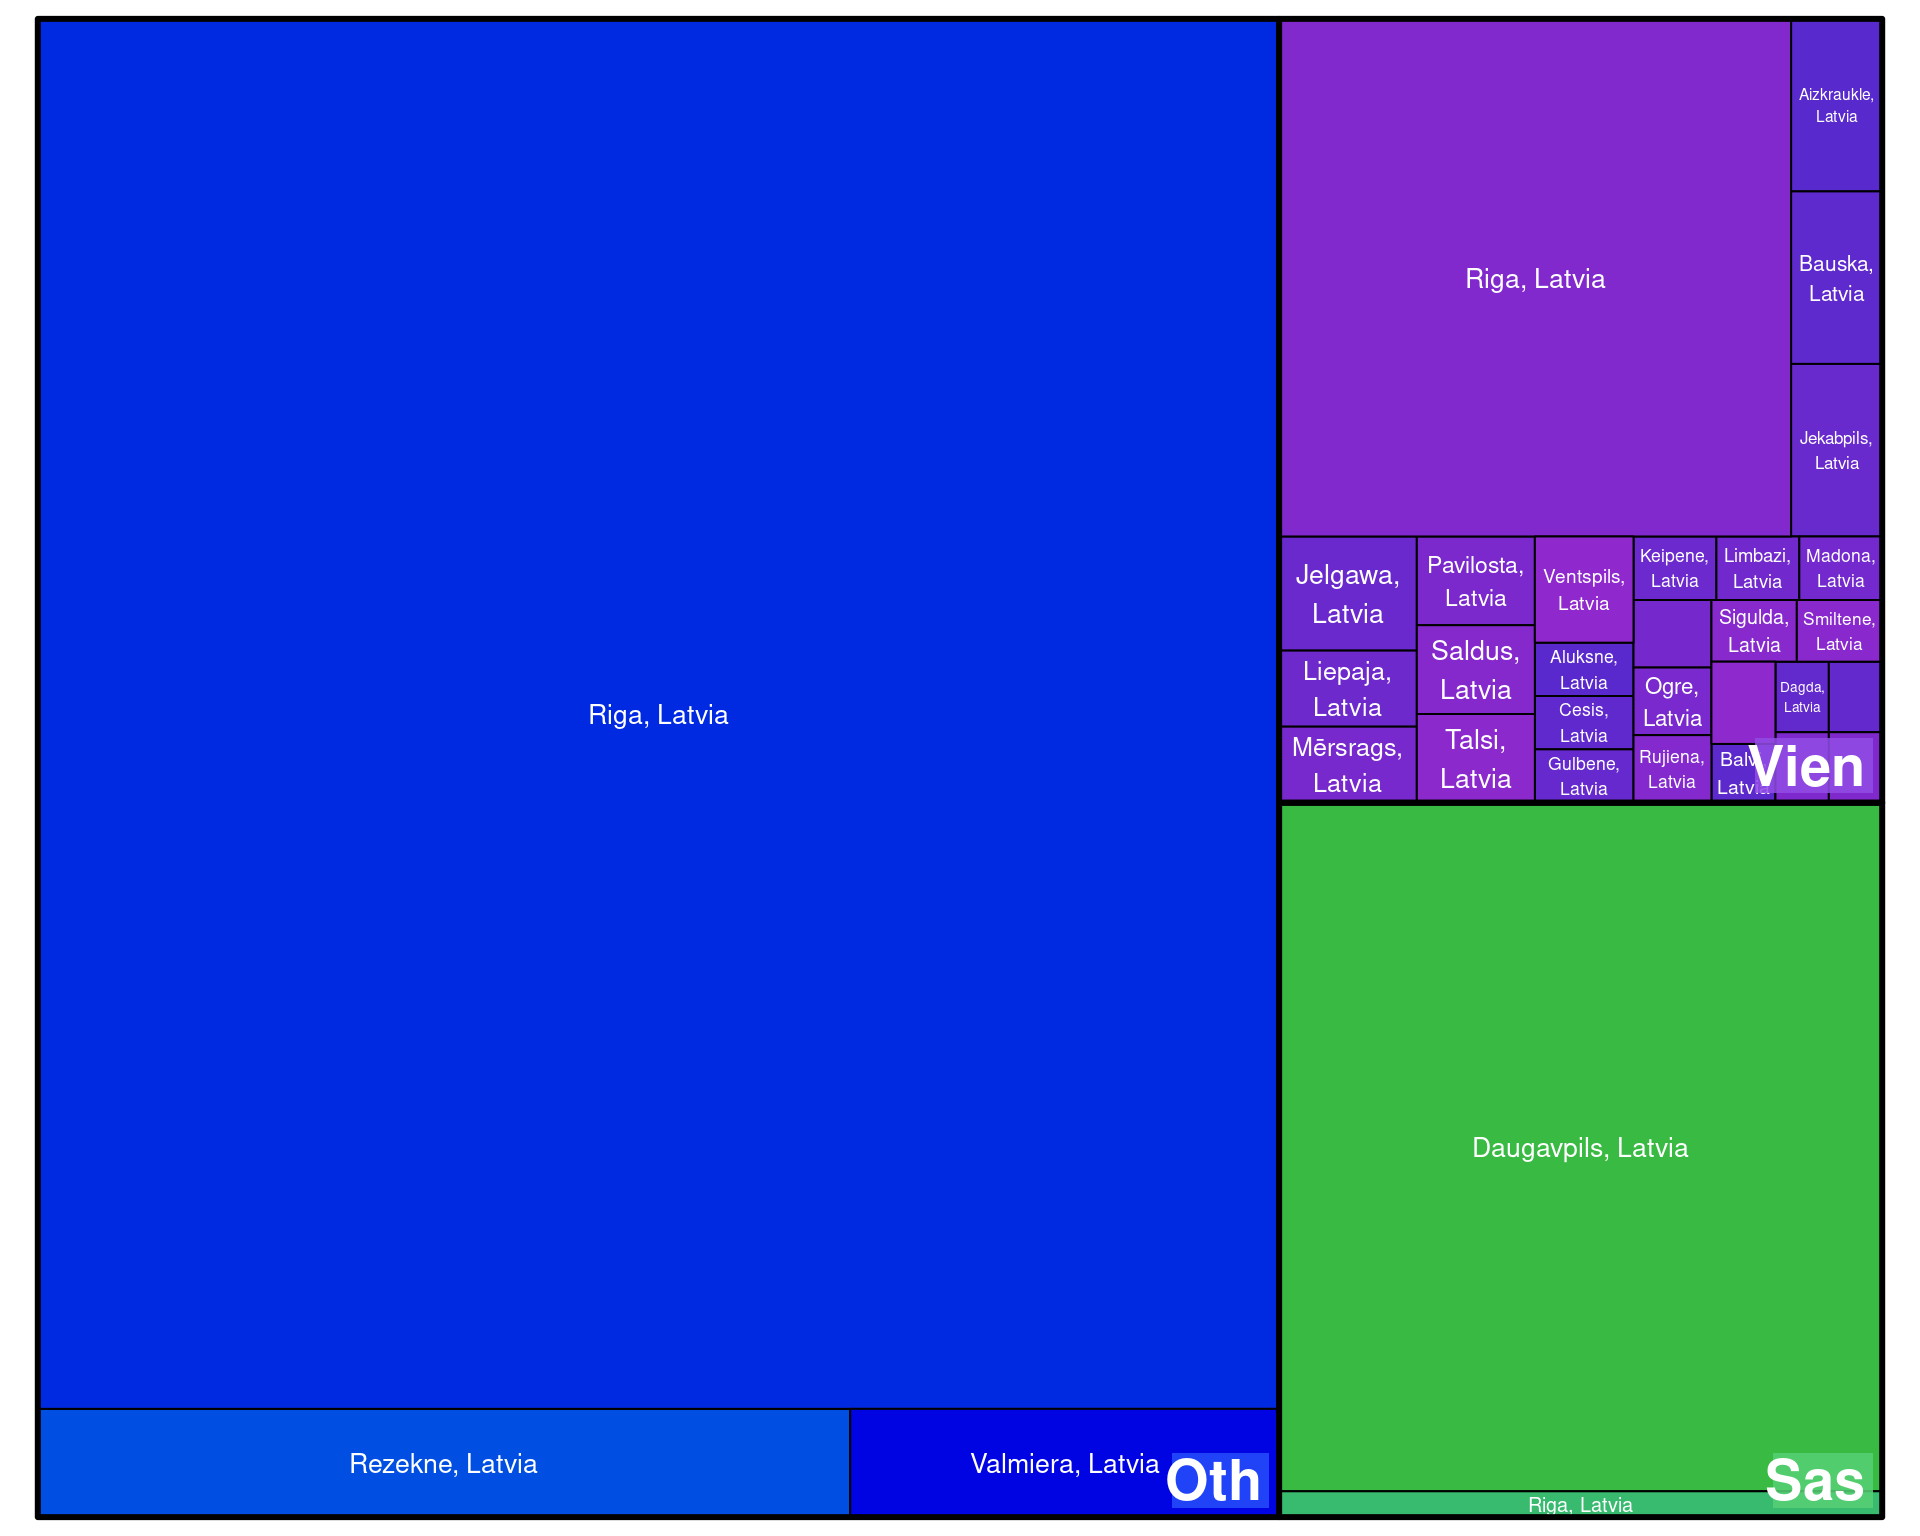 Riga, Latvia
Rezekne, Latvia
Valmiera, Latvia
Oth
Riga, Latvia
Aizkraukle,
Latvia
Bauska,
Latvia
Jekabpils,
Latvia
Jelgawa,
Latvia
Liepaja,
Latvia
Mērsrags,
Latvia
Pavilosta,
Latvia
Saldus,
Latvia
Talsi,
Latvia
Ventspils,
Latvia
Aluksne,
Latvia
Cesis,
Latvia
Gulbene,
Latvia
Keipene,
Latvia
Limbazi,
Latvia
Madona,
Latvia
Ogre,
Latvia
Rujiena,
Latvia
Sigulda,
Latvia
Smiltene,
Latvia
Dagda,
Latvia
Latvia
Vien
Daugavpils, Latvia
Riga, Latvia
Sas